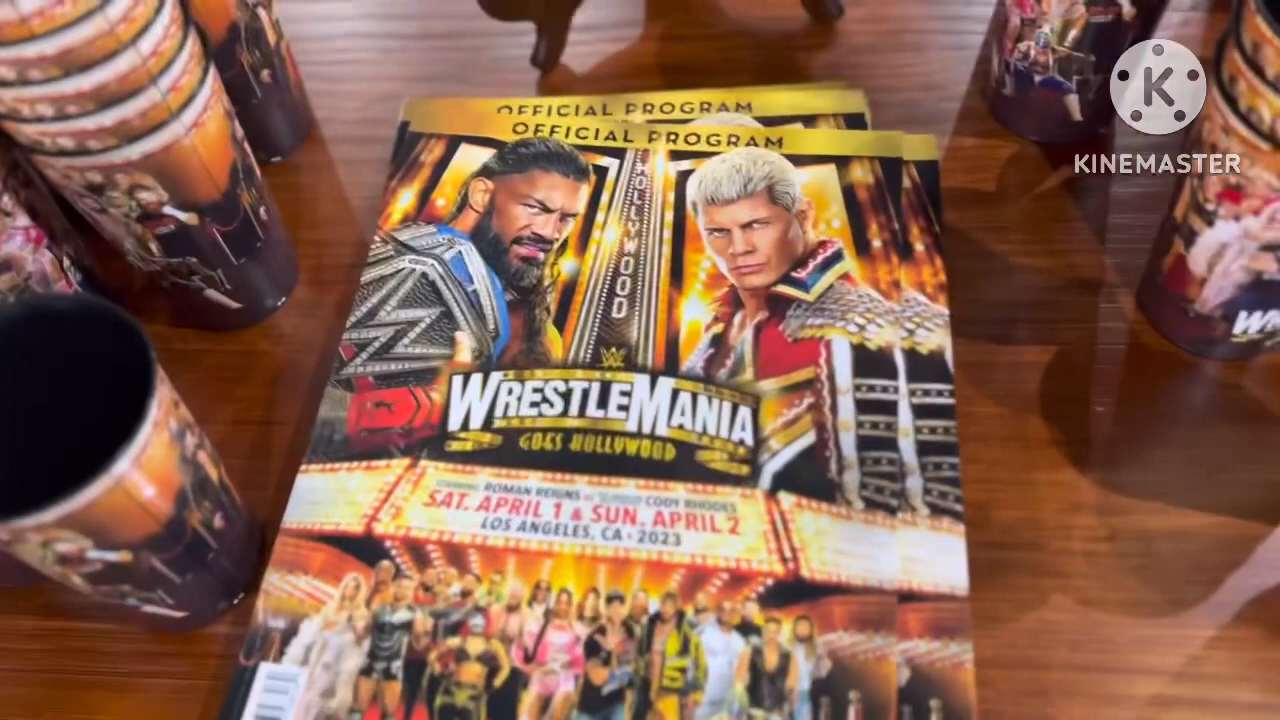 OFFICIAL PROGRAM
OFFICIAL PROGRAM
HOLLYWOOD
K
KINEMASTER
W
WRESTLEMANIA
GOES HOLLYWOOD
ROMAN REIGNS CODY RHODES
SAT. APRIL 1 & SUN. APRIL 2
LOS ANGELES, CA • 2023